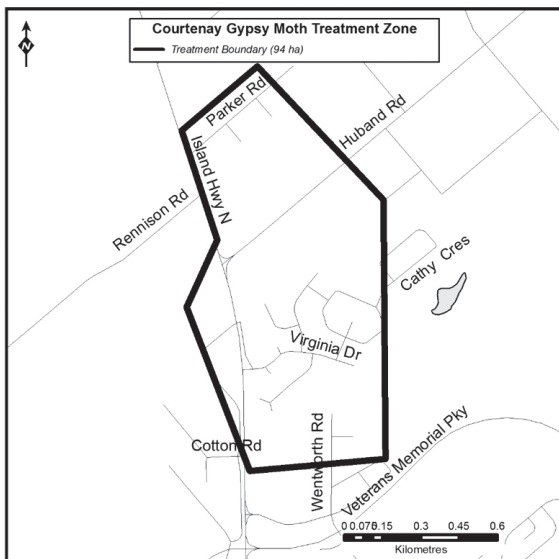 Courtenay Gypsy Moth Treatment Zone
Treatment Boundary (94 ha)
N
Parker Rd
Huband Rd
Island Hwy N
Rennison Rd
Cathy Cres
Virginia Dr
Cotton Rd
Wentworth Rd
Veterans Memorial Pky
0 0.075 0.15 0.3 0.45 0.6
Kilometres